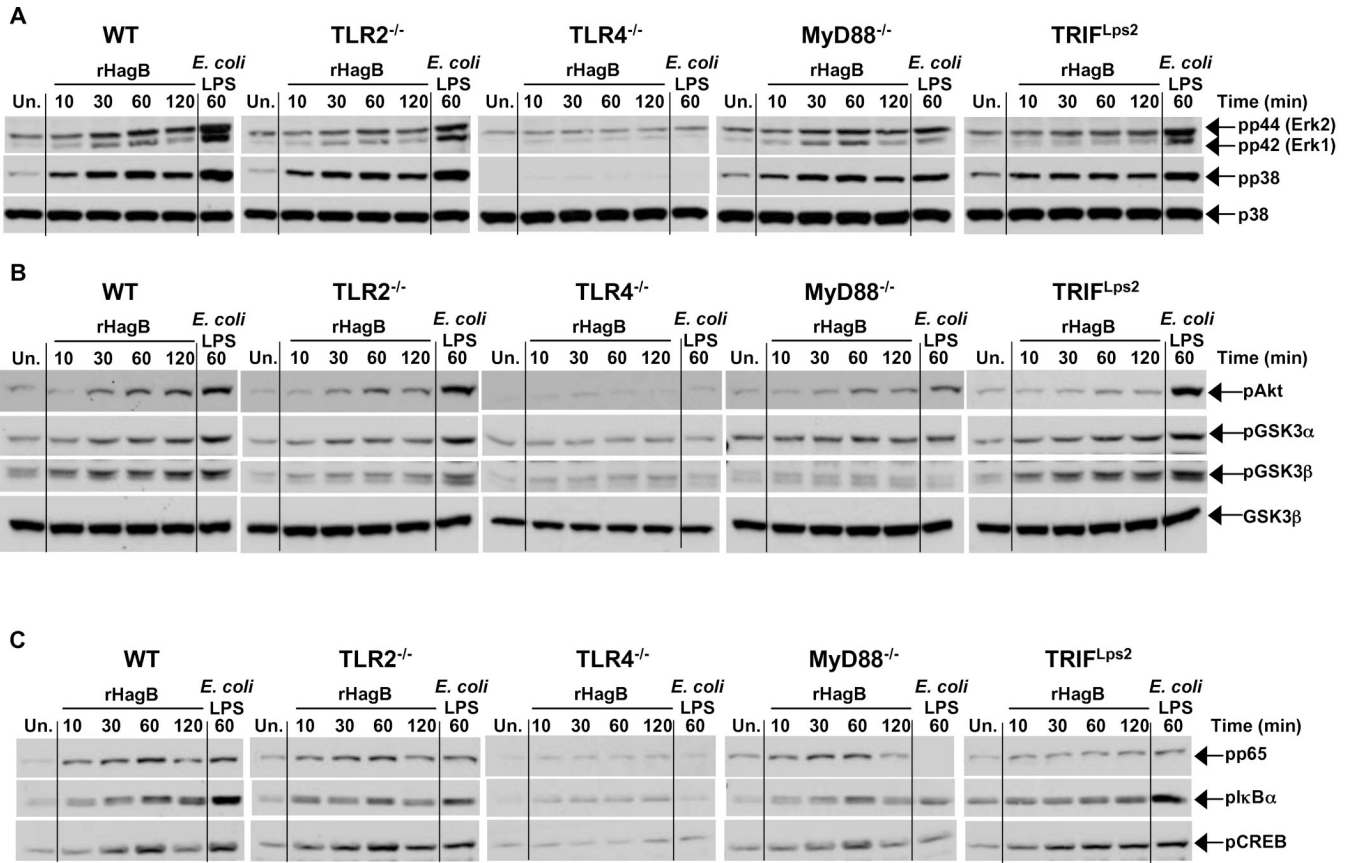 A
WT TLR2-/- TLR4-/- MyD88-/- TRIFLps2
rHagB E. coli LPS rHagB E. coli LPS rHagB E. coli LPS rHagB E. coli LPS rHagB E. coli LPS
Un. 10 30 60 120 60 Un. 10 30 60 120 60 Un. 10 30 60 120 60 Un. 10 30 60 120 60 Un. 10 30 60 120 60 Time (min)
pp44 (Erk2)
pp42 (Erk1)
pp38
p38
B
WT TLR2-/- TLR4-/- MyD88-/- TRIFLps2
rHagB E. coli LPS rHagB E. coli LPS rHagB E. coli LPS rHagB E. coli LPS rHagB E. coli LPS
Un. 10 30 60 120 60 Un. 10 30 60 120 60 Un. 10 30 60 120 60 Un. 10 30 60 120 60 Un. 10 30 60 120 60 Time (min)
pAkt
pGSK3α
pGSK3β
GSK3β
C
WT TLR2-/- TLR4-/- MyD88-/- TRIFLps2
rHagB E. coli LPS rHagB E. coli LPS rHagB E. coli LPS rHagB E. coli LPS rHagB E. coli LPS
Un. 10 30 60 120 60 Un. 10 30 60 120 60 Un. 10 30 60 120 60 Un. 10 30 60 120 60 Un. 10 30 60 120 60 Time (min)
pp65
pIκBα
pCREB